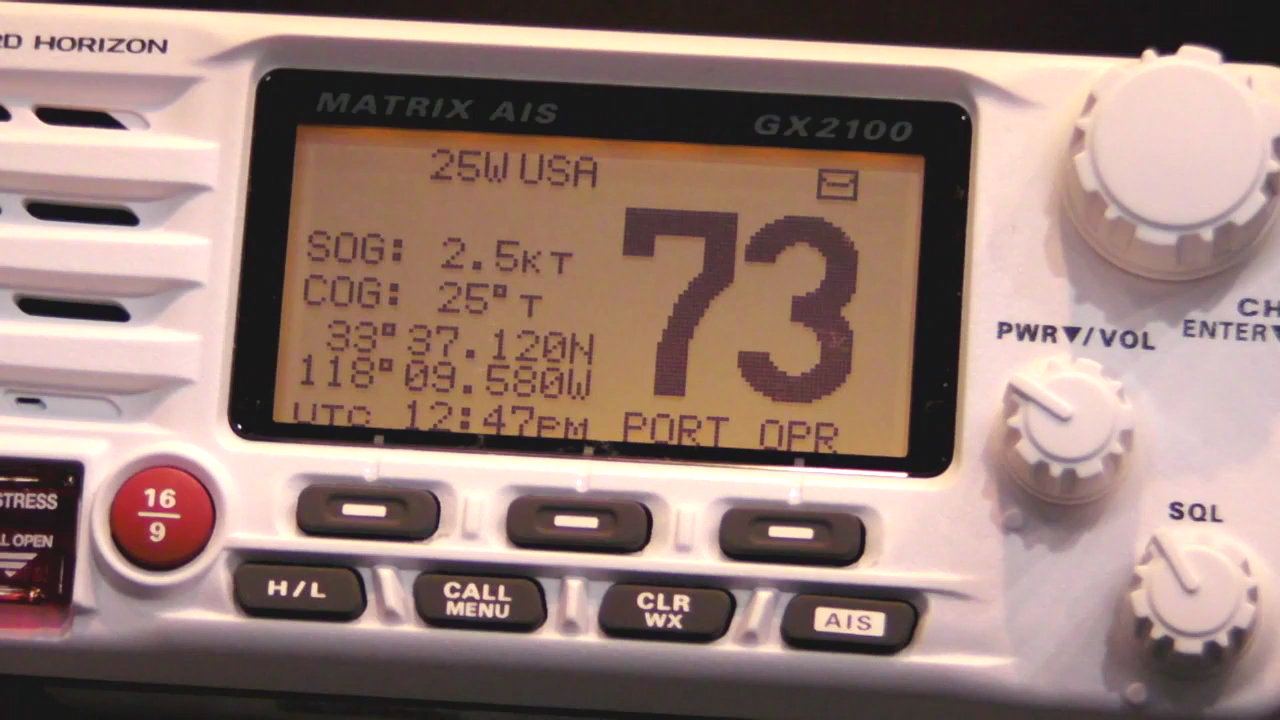 RD HORIZON
MATRIX AIS GX2100
25W USA
73
SOG: 2.5KT
COG: 25° T
33°37.120N
118°09.580W
UTC 12:47PM PORT OPR
PWR▼/VOL
CH
ENTER▼
SQL
STRESS
L OPEN
16
9
H/L
CALL
MENU
CLR
WX
AIS